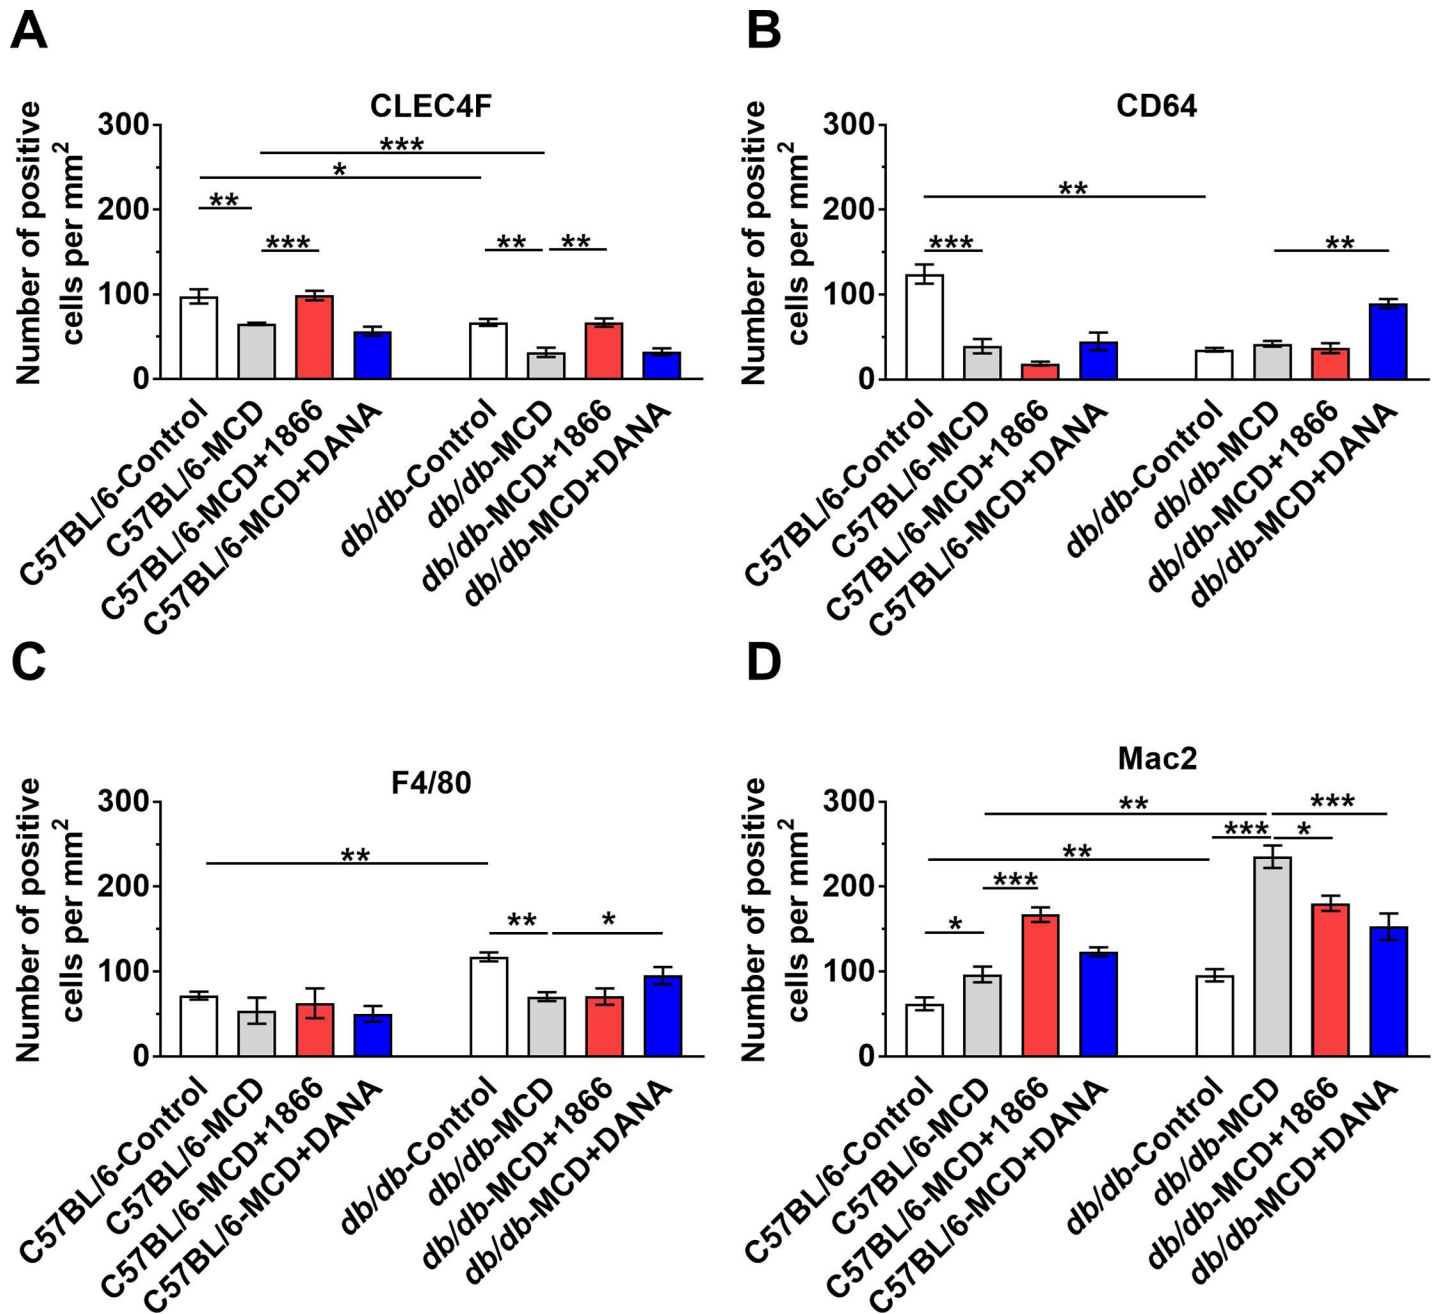 A
CLEC4F
Number of positive
cells per mm2
300
200
100
0
***
*
**
***
**
**
C57BL/6-Control
C57BL/6-MCD
C57BL/6-MCD+1866
C57BL/6-MCD+DANA
db/db-Control
db/db-MCD
db/db-MCD+1866
db/db-MCD+DANA
B
CD64
Number of positive
cells per mm2
300
200
100
0
**
***
**
C57BL/6-Control
C57BL/6-MCD
C57BL/6-MCD+1866
C57BL/6-MCD+DANA
db/db-Control
db/db-MCD
db/db-MCD+1866
db/db-MCD+DANA
C
F4/80
Number of positive
cells per mm2
300
200
100
0
**
**
*
C57BL/6-Control
C57BL/6-MCD
C57BL/6-MCD+1866
C57BL/6-MCD+DANA
db/db-Control
db/db-MCD
db/db-MCD+1866
db/db-MCD+DANA
D
Mac2
Number of positive
cells per mm2
300
200
100
0
**
***
***
*
**
***
*
C57BL/6-Control
C57BL/6-MCD
C57BL/6-MCD+1866
C57BL/6-MCD+DANA
db/db-Control
db/db-MCD
db/db-MCD+1866
db/db-MCD+DANA